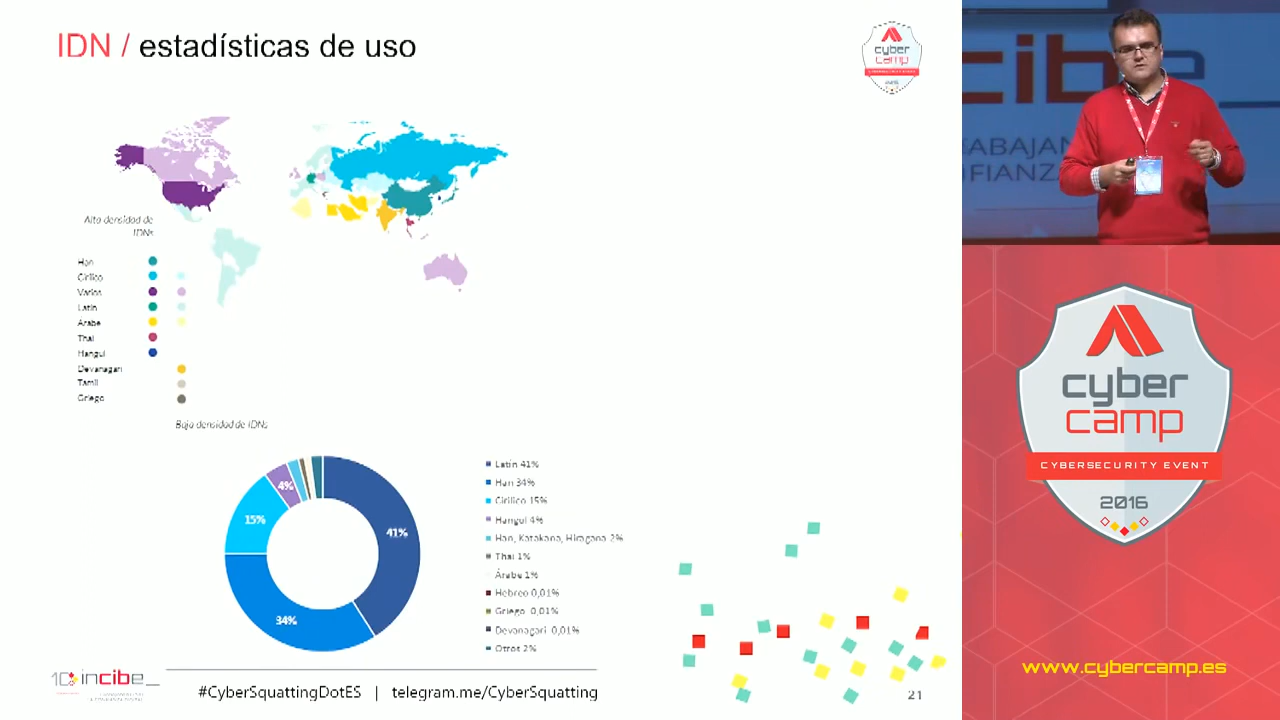 IDN / estadísticas de uso
cyber
camp
Alta densidad de
IDNs
Han
Cirílico
Varios
Latín
Árabe
Thai
Hangul
Devanagari
Tamil
Griego
Baja densidad de IDNs
41%
34%
15%
4%
Latín 41%
Han 34%
Cirílico 15%
Hangul 4%
Han, Katakana, Hiragana 2%
Thai 1%
Árabe 1%
Hebreo 0,01%
Griego 0,01%
Devanagari 0,01%
Otros 2%
incibe_
#CyberSquattingDotES | telegram.me/CyberSquatting
21
cibe_
cyber
camp
CYBERSECURITY EVENT
2016
www.cybercamp.es